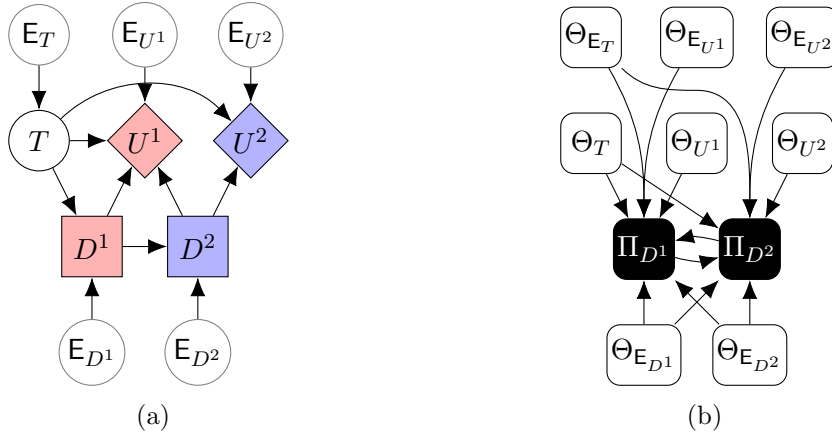 E_T E_{U^1} E_{U^2}
T U^1 U^2
D^1 D^2
E_{D^1} E_{D^2}
(a)
Θ_{E_T} Θ_{E_{U^1}} Θ_{E_{U^2}}
Θ_T Θ_{U^1} Θ_{U^2}
Π_{D^1} Π_{D^2}
Θ_{E_{D^1}} Θ_{E_{D^2}}
(b)